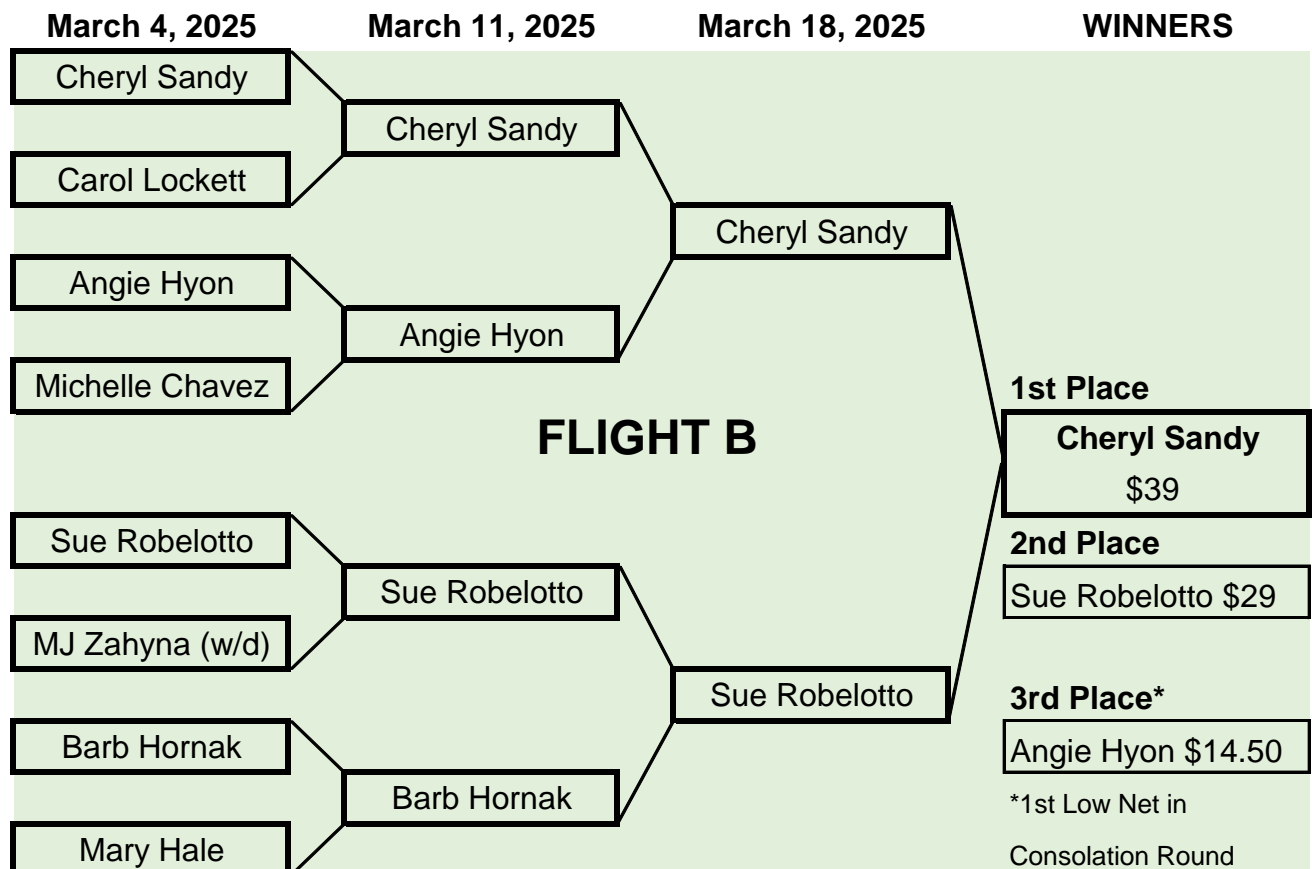 March 4, 2025 March 11, 2025 March 18, 2025 WINNERS
Cheryl Sandy
Cheryl Sandy
Carol Lockett
Cheryl Sandy
Angie Hyon
Angie Hyon
Michelle Chavez
1st Place
FLIGHT B
Cheryl Sandy
$39
Sue Robelotto
2nd Place
Sue Robelotto
Sue Robelotto $29
MJ Zahyna (w/d)
Sue Robelotto
3rd Place*
Barb Hornak
Angie Hyon $14.50
Barb Hornak
*1st Low Net in
Mary Hale
Consolation Round